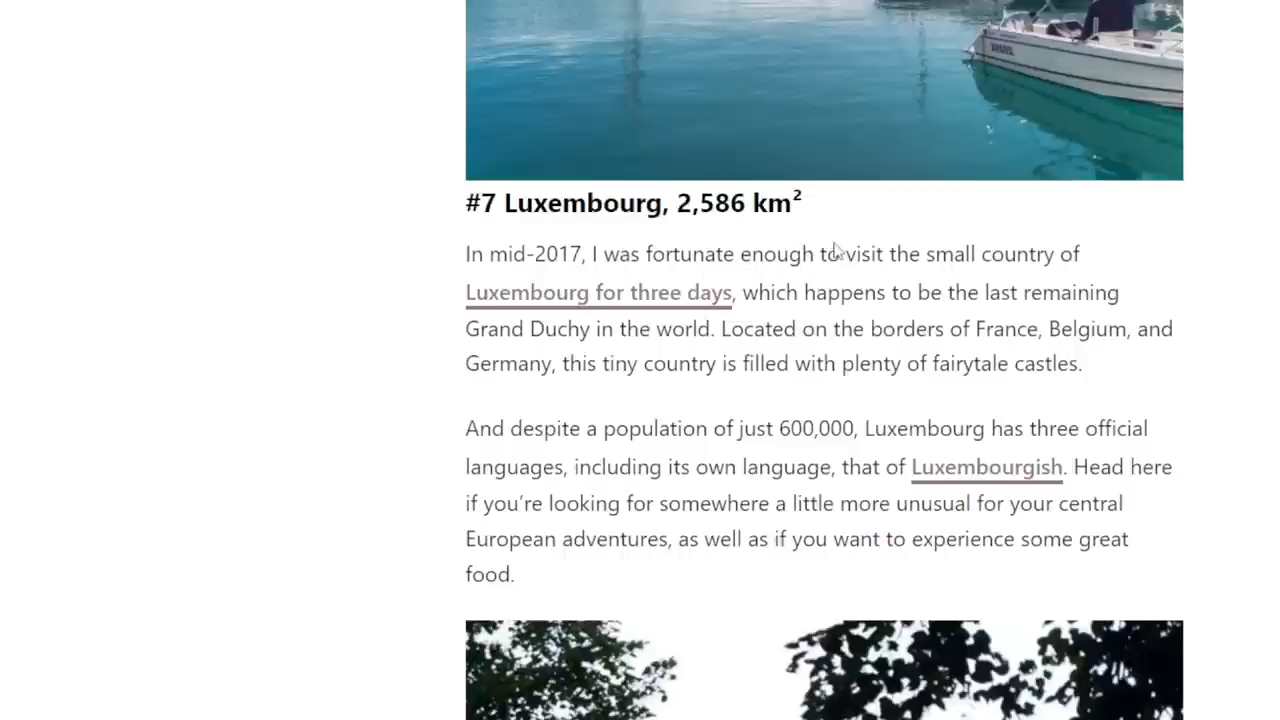 #7 Luxembourg, 2,586 km²
In mid-2017, I was fortunate enough to visit the small country of
Luxembourg for three days, which happens to be the last remaining
Grand Duchy in the world. Located on the borders of France, Belgium, and
Germany, this tiny country is filled with plenty of fairytale castles.
And despite a population of just 600,000, Luxembourg has three official
languages, including its own language, that of Luxembourgish. Head here
if you’re looking for somewhere a little more unusual for your central
European adventures, as well as if you want to experience some great
food.